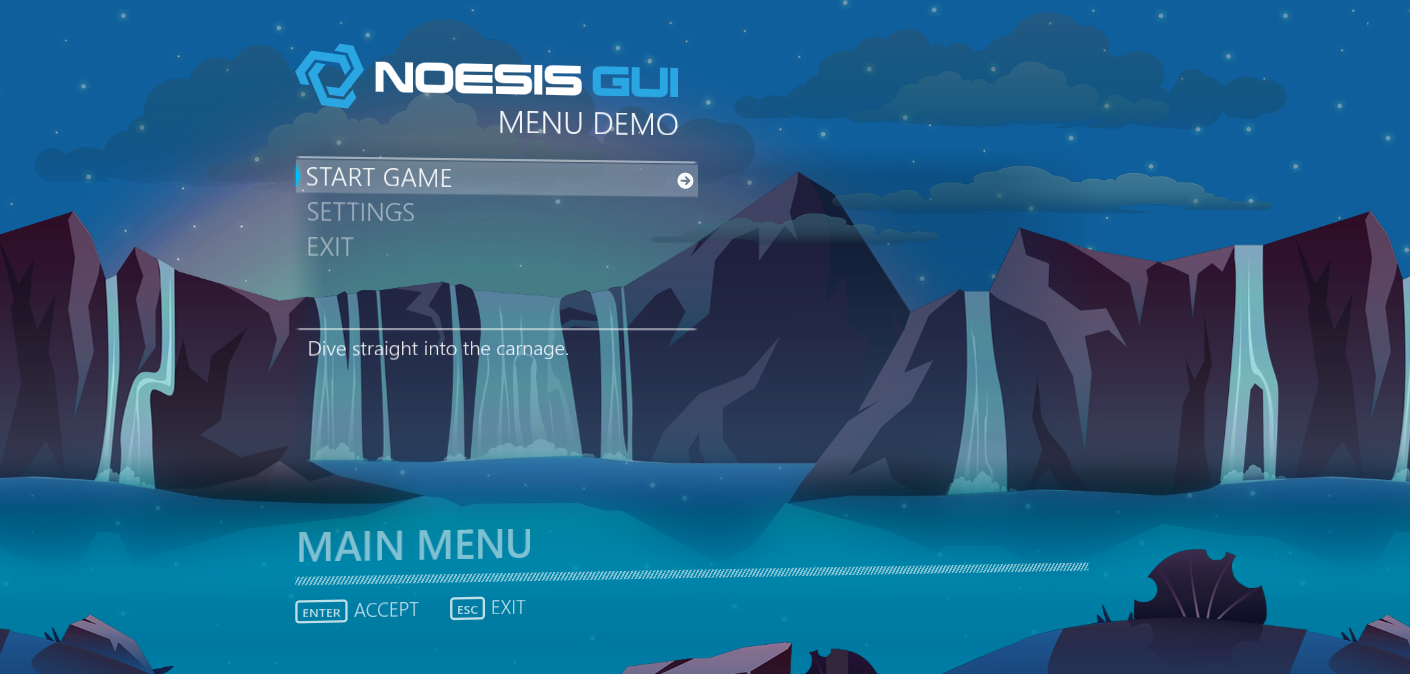 NOESIS GUI
MENU DEMO
START GAME
SETTINGS
EXIT
Dive straight into the carnage.
MAIN MENU
ENTER ACCEPT ESC EXIT